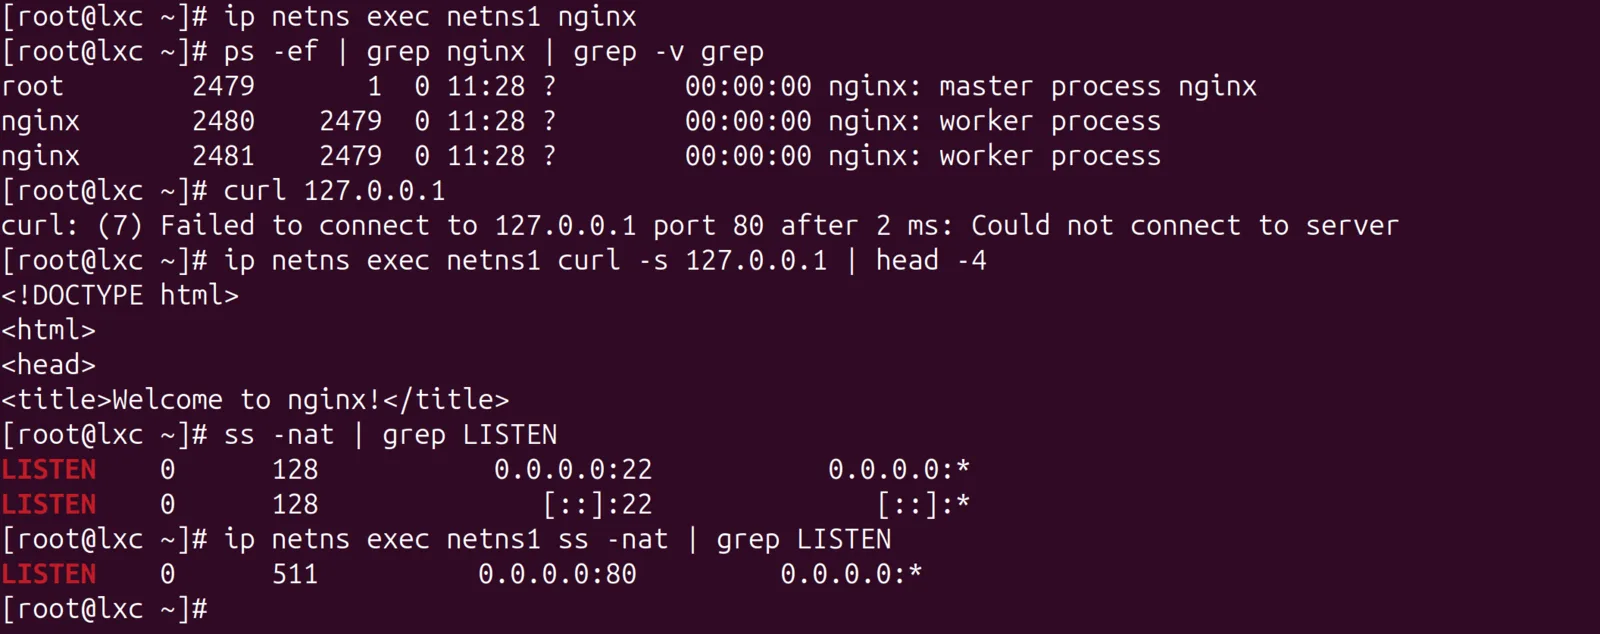 [root@lxc ~]# ip netns exec netns1 nginx
[root@lxc ~]# ps -ef | grep nginx | grep -v grep
root        2479       1  0 11:28 ?        00:00:00 nginx: master process nginx
nginx       2480    2479  0 11:28 ?        00:00:00 nginx: worker process
nginx       2481    2479  0 11:28 ?        00:00:00 nginx: worker process
[root@lxc ~]# curl 127.0.0.1
curl: (7) Failed to connect to 127.0.0.1 port 80 after 2 ms: Could not connect to server
[root@lxc ~]# ip netns exec netns1 curl -s 127.0.0.1 | head -4
<!DOCTYPE html>
<html>
<head>
<title>Welcome to nginx!</title>
[root@lxc ~]# ss -nat | grep LISTEN
LISTEN    0      128           0.0.0.0:22           0.0.0.0:*
LISTEN    0      128              [::]:22              [::]:*
[root@lxc ~]# ip netns exec netns1 ss -nat | grep LISTEN
LISTEN    0      511          0.0.0.0:80         0.0.0.0:*
[root@lxc ~]#